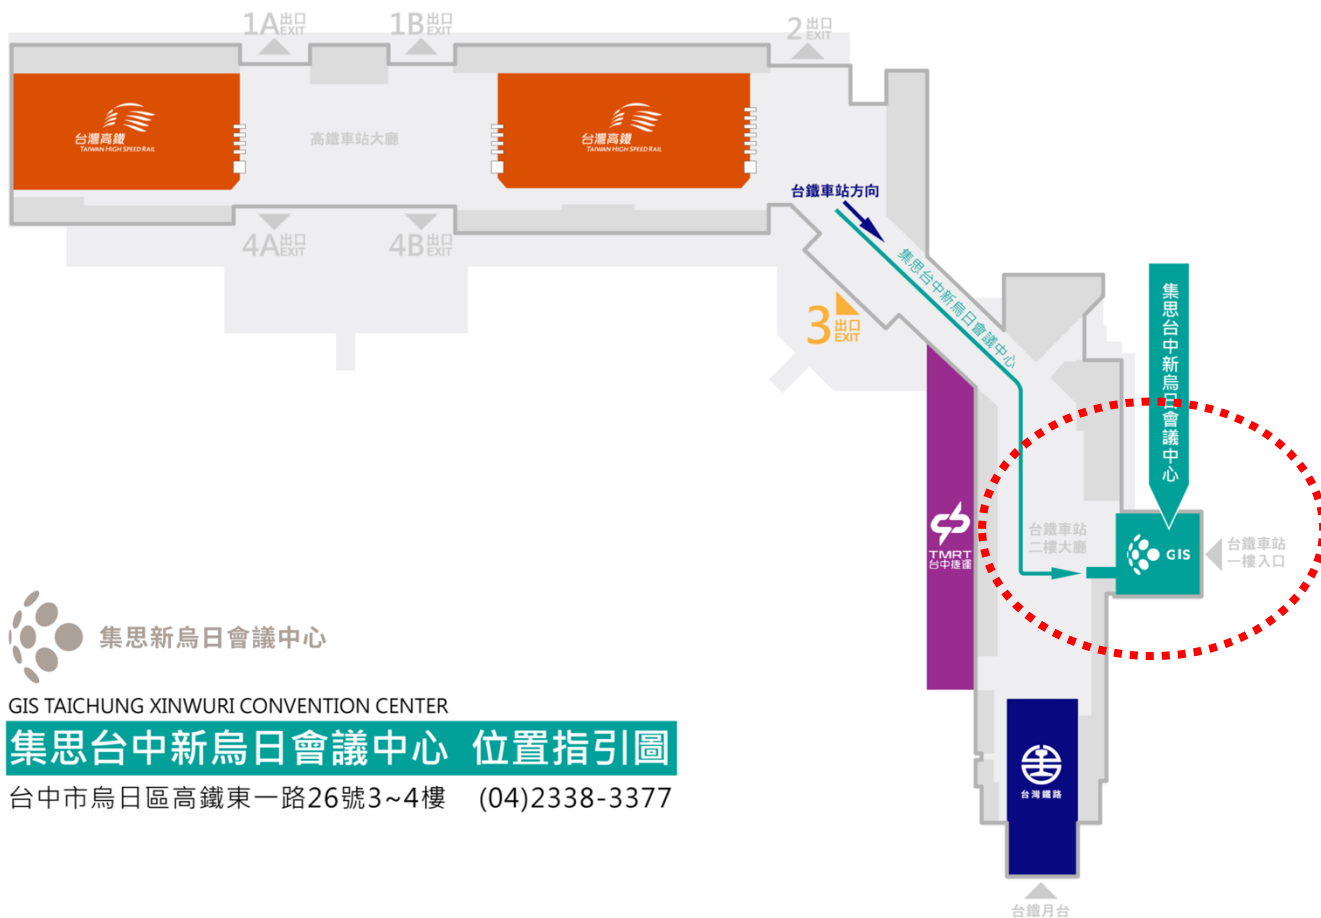 1A出口
EXIT
1B出口
EXIT
2出口
EXIT
台灣高鐵
TAIWAN HIGH SPEED RAIL
高鐵車站大廳
台灣高鐵
TAIWAN HIGH SPEED RAIL
台鐵車站方向
4A出口
EXIT
4B出口
EXIT
集思台中新烏日會議中心
3出口
EXIT
集思台中新烏日會議中心
TMRT
台中捷運
台鐵車站
二樓大廳
GIS
台鐵車站
一樓入口
集思新烏日會議中心
GIS TAICHUNG XINWURI CONVENTION CENTER
集思台中新烏日會議中心 位置指引圖
台中市烏日區高鐵東一路26號3~4樓 (04)2338-3377
台灣鐵路
台鐵月台